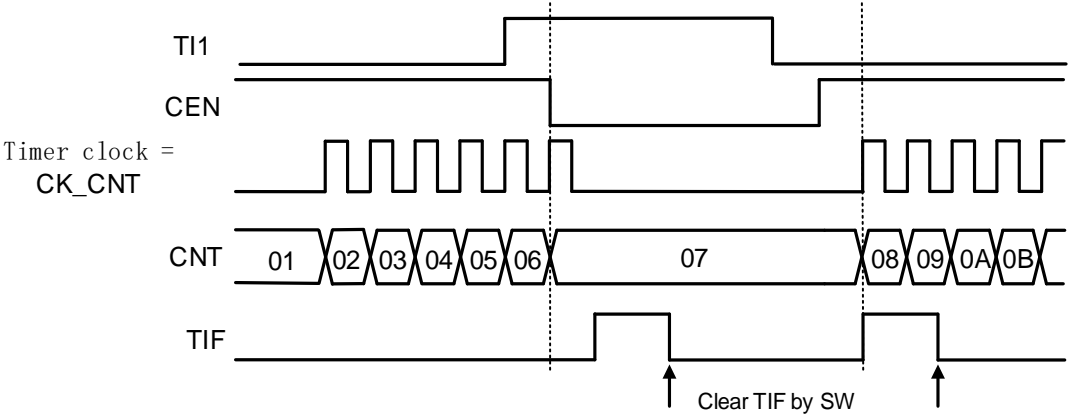 TI1
CEN
Timer clock =
CK_CNT
CNT 01 02 03 04 05 06 07 08 09 0A 0B
TIF
Clear TIF by SW